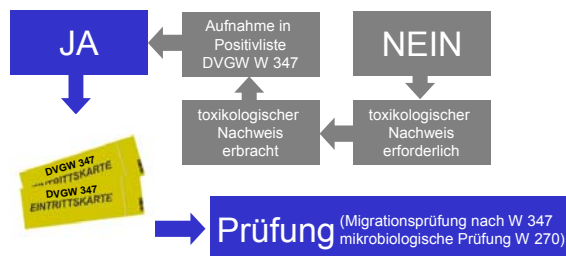 JA
Aufnahme in
Positivliste
DVGW W 347
NEIN
toxikologischer
Nachweis
erbracht
toxikologischer
Nachweis
erforderlich
DVGW 347
EINTRITTSKARTE
DVGW 347
EINTRITTSKARTE
Prüfung (Migrationsprüfung nach W 347
mikrobiologische Prüfung W 270)